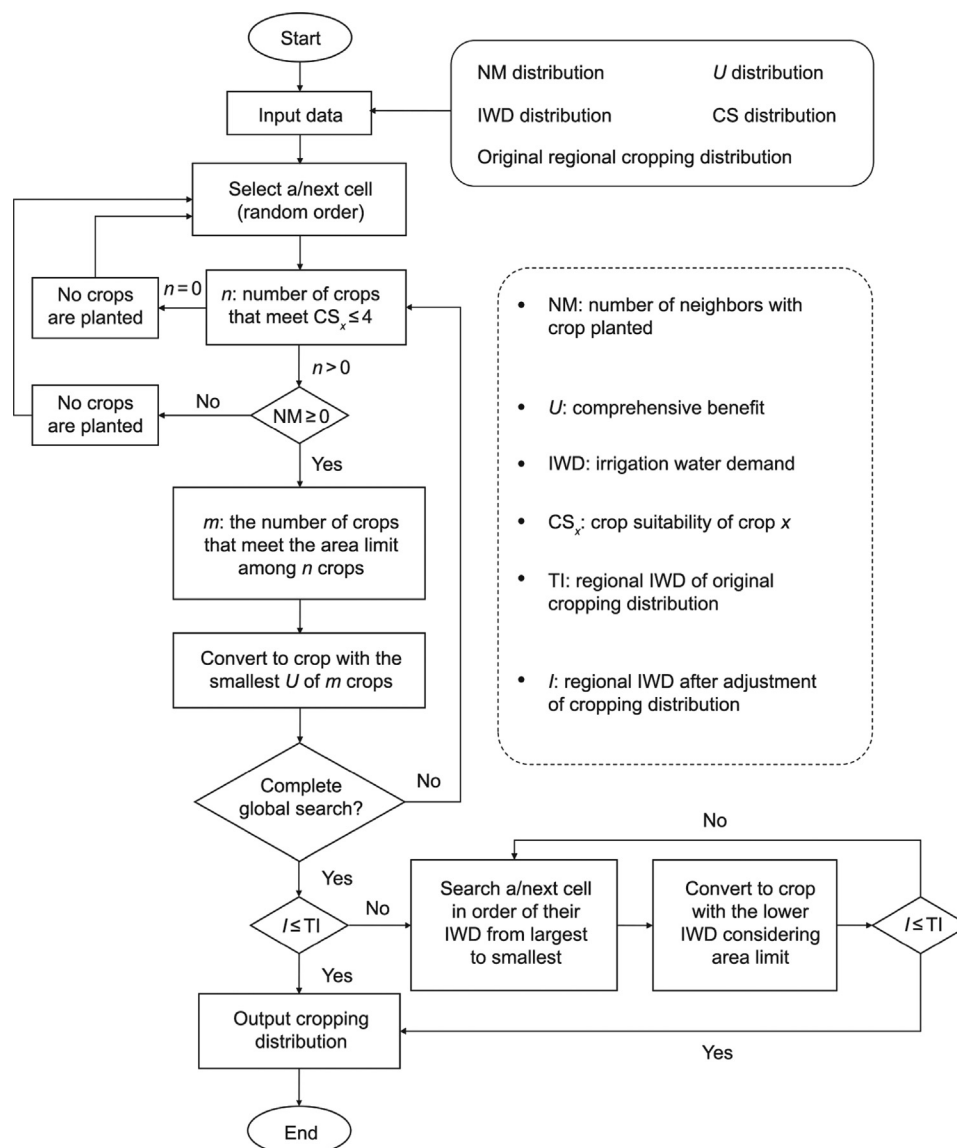 Start
Input data
NM distribution
U distribution
IWD distribution
CS distribution
Original regional cropping distribution
Select a/next cell
(random order)
No crops
are planted
n=0
n: number of crops
that meet CSₓ ≤ 4
n>0
No crops
are planted
No
NM ≥ 0
Yes
m: the number of crops
that meet the area limit
among n crops
Convert to crop with the
smallest U of m crops
Complete
global search?
No
Yes
I ≤ TI
No
Search a/next cell
in order of their
IWD from largest
to smallest
Convert to crop
with the lower
IWD considering
area limit
I ≤ TI
No
Yes
Yes
Output cropping
distribution
End
• NM: number of neighbors with
crop planted
• U: comprehensive benefit
• IWD: irrigation water demand
• CSₓ: crop suitability of crop x
• TI: regional IWD of original
cropping distribution
• I: regional IWD after adjustment
of cropping distribution